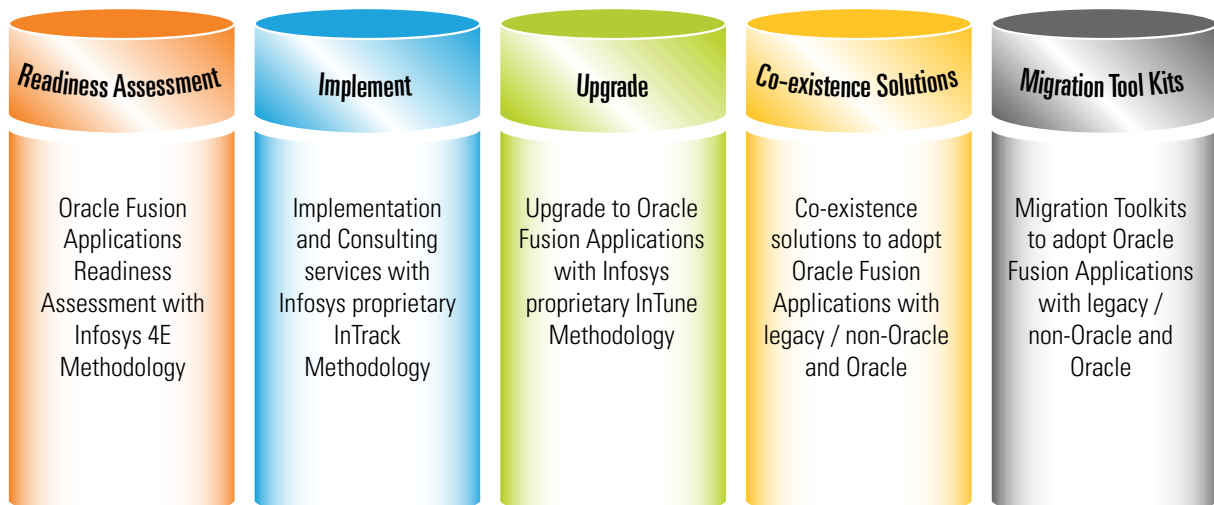 Readiness Assessment
Oracle Fusion
Applications
Readiness
Assessment with
Infosys 4E
Methodology
Implement
Implementation
and Consulting
services with
Infosys proprietary
InTrack
Methodology
Upgrade
Upgrade to Oracle
Fusion Applications
with Infosys
proprietary InTune
Methodology
Co-existence Solutions
Co-existence
solutions to adopt
Oracle Fusion
Applications with
legacy / non-Oracle
and Oracle
Migration Tool Kits
Migration Toolkits
to adopt Oracle
Fusion Applications
with legacy /
non-Oracle and
Oracle